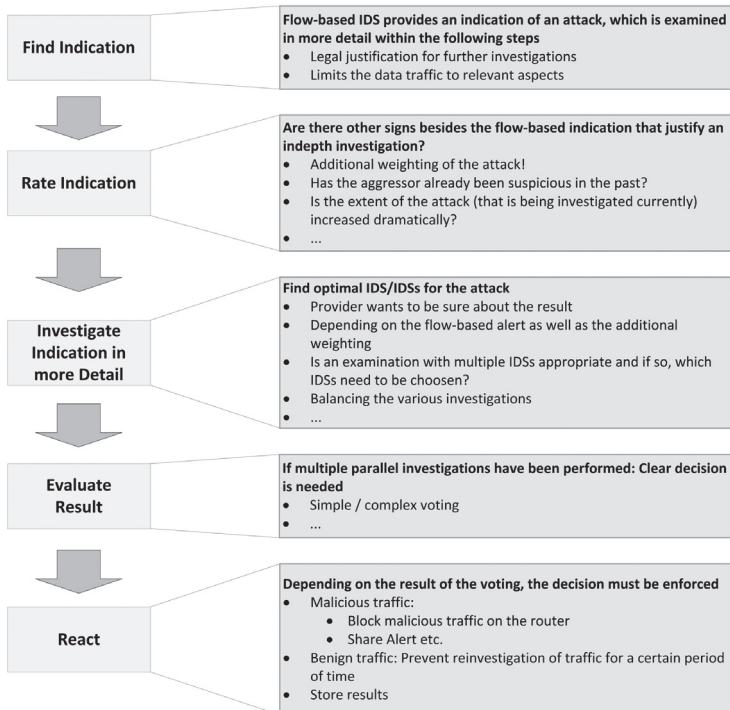 Find Indication
Flow-based IDS provides an indication of an attack, which is examined
in more detail within the following steps
• Legal justification for further investigations
• Limits the data traffic to relevant aspects
Rate Indication
Are there other signs besides the flow-based indication that justify an
indepth investigation?
• Additional weighting of the attack!
• Has the aggressor already been suspicious in the past?
• Is the extent of the attack (that is being investigated currently)
increased dramatically?
• ...
Investigate
Indication in
more Detail
Find optimal IDS/IDSs for the attack
• Provider wants to be sure about the result
• Depending on the flow-based alert as well as the additional
weighting
• Is an examination with multiple IDSs appropriate and if so, which
IDSs need to be choosen?
• Balancing the various investigations
• ...
Evaluate
Result
If multiple parallel investigations have been performed: Clear decision
is needed
• Simple / complex voting
• ...
React
Depending on the result of the voting, the decision must be enforced
• Malicious traffic:
• Block malicious traffic on the router
• Share Alert etc.
• Benign traffic: Prevent reinvestigation of traffic for a certain period
of time
• Store results